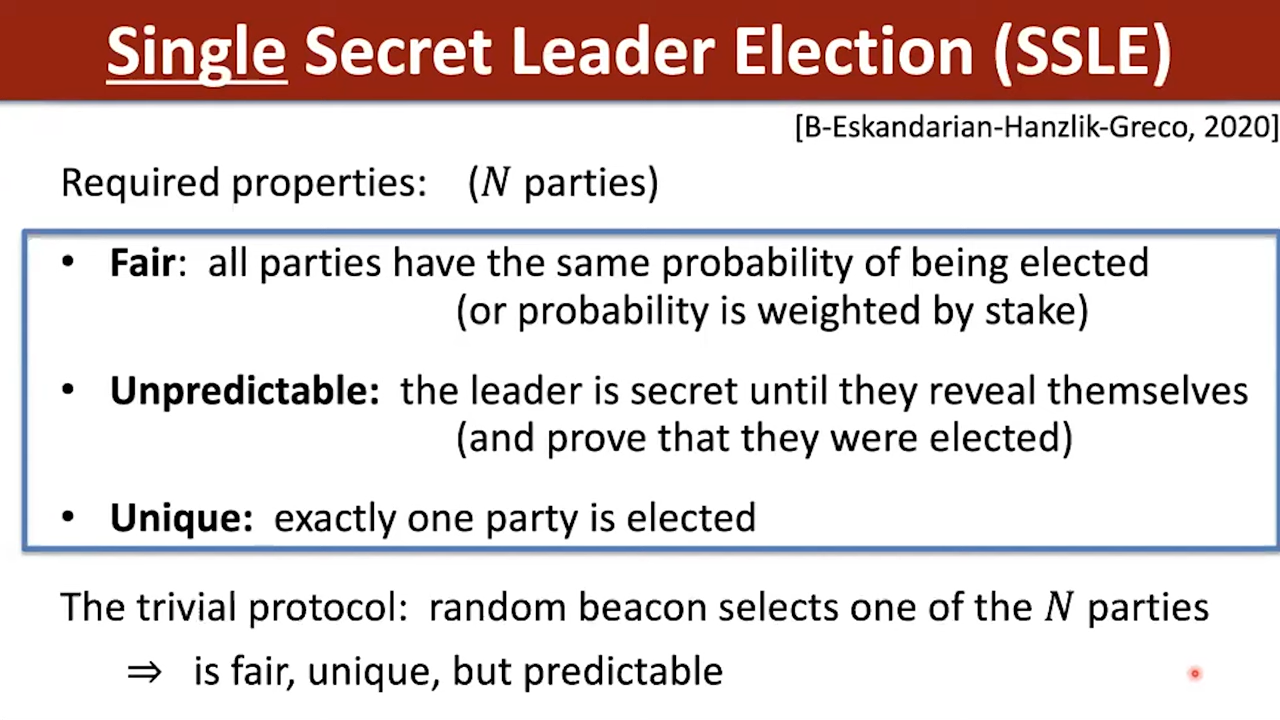 Single Secret Leader Election (SSLE)
[B-Eskandarian-Hanzlik-Greco, 2020]
Required properties: (N parties)
• Fair: all parties have the same probability of being elected
(or probability is weighted by stake)
• Unpredictable: the leader is secret until they reveal themselves
(and prove that they were elected)
• Unique: exactly one party is elected
The trivial protocol: random beacon selects one of the N parties
⇒ is fair, unique, but predictable